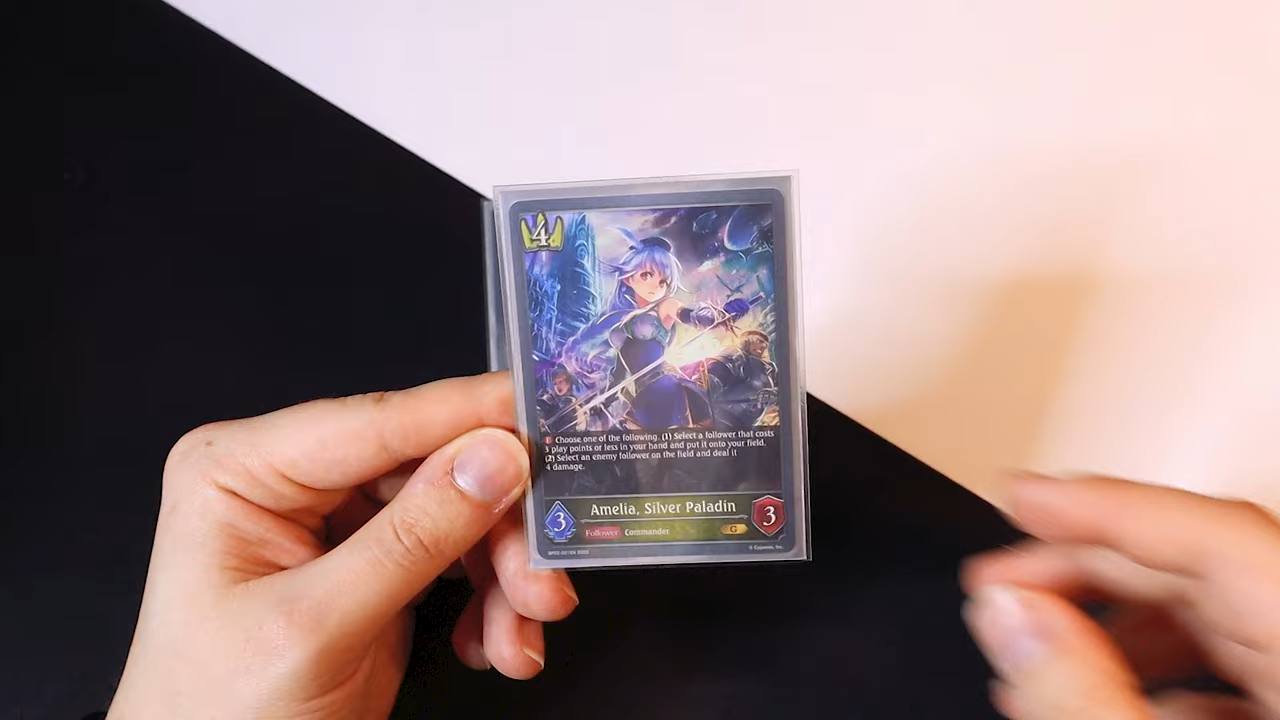 4
Choose one of the following. (1) Select a follower that costs
3 play points or less in your hand and put it onto your field.
(2) Select an enemy follower on the field and deal it
4 damage.
Amelia, Silver Paladin
3
Follower Commander
G
3
© Cygames, Inc.